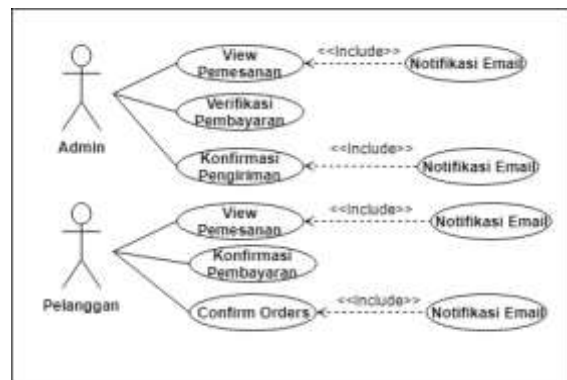 View
Pemesanan
<<Include>>
Notifikasi Email
Verifikasi
Pembayaran
Admin
Konfirmasi
Pengiriman
<<Include>>
Notifikasi Email
View
Pemesanan
<<Include>>
Notifikasi Email
Konfirmasi
Pembayaran
Pelanggan
Confirm Orders
<<Include>>
Notifikasi Email